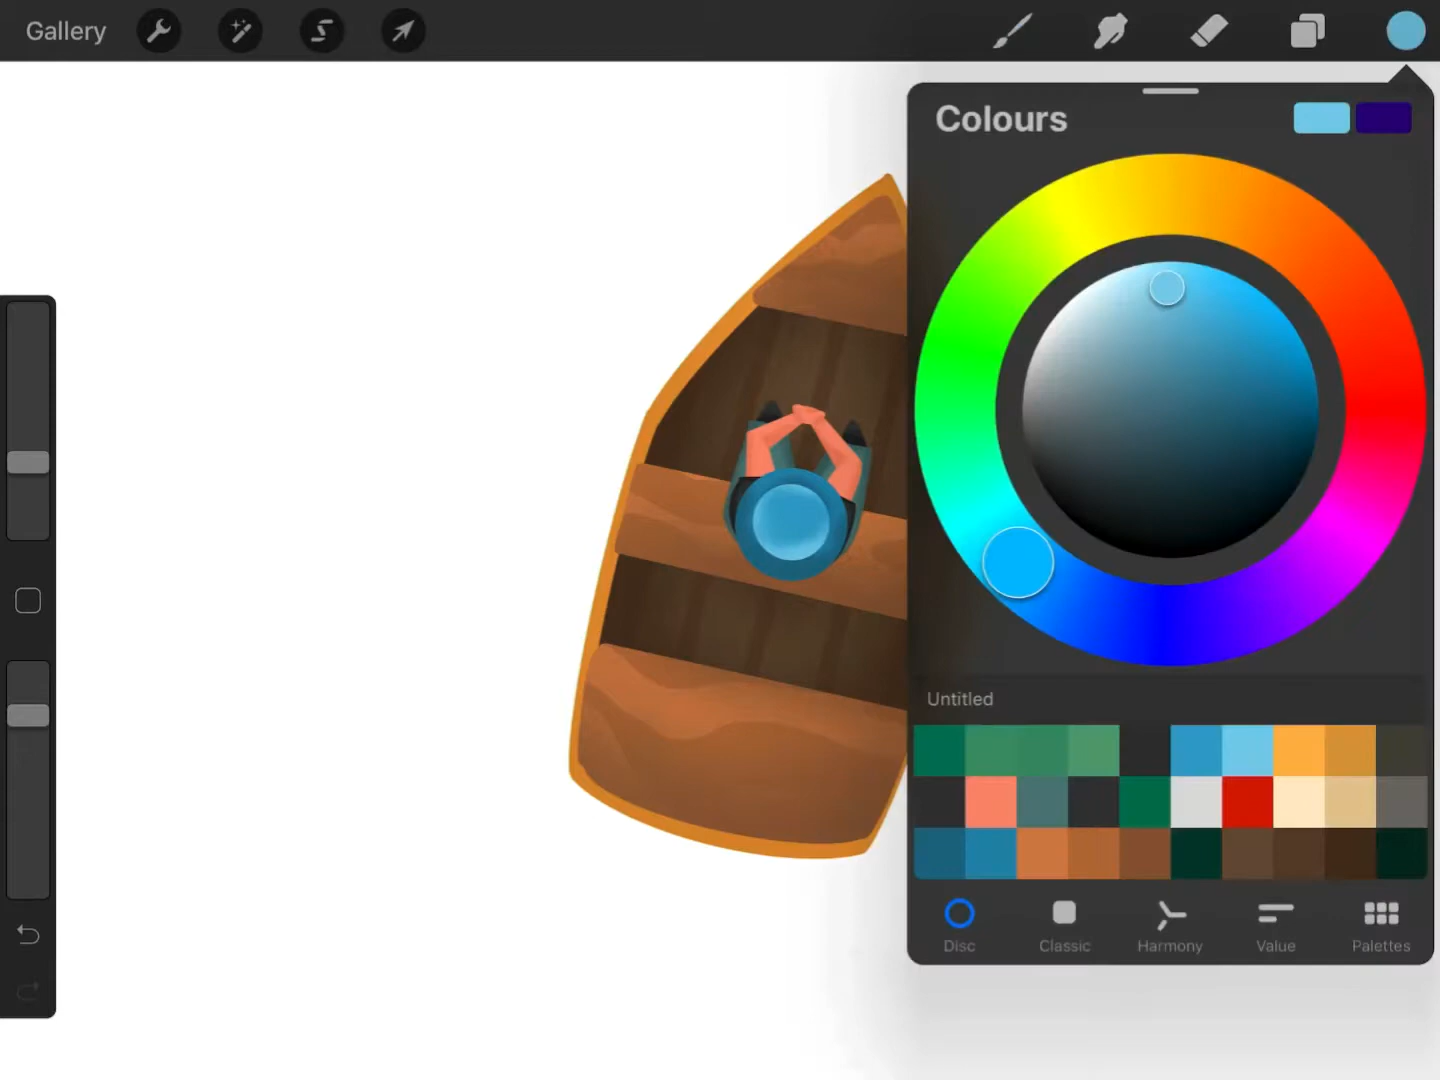 Gallery
Colours
Untitled
Disc
Classic
Harmony
Value
Palettes